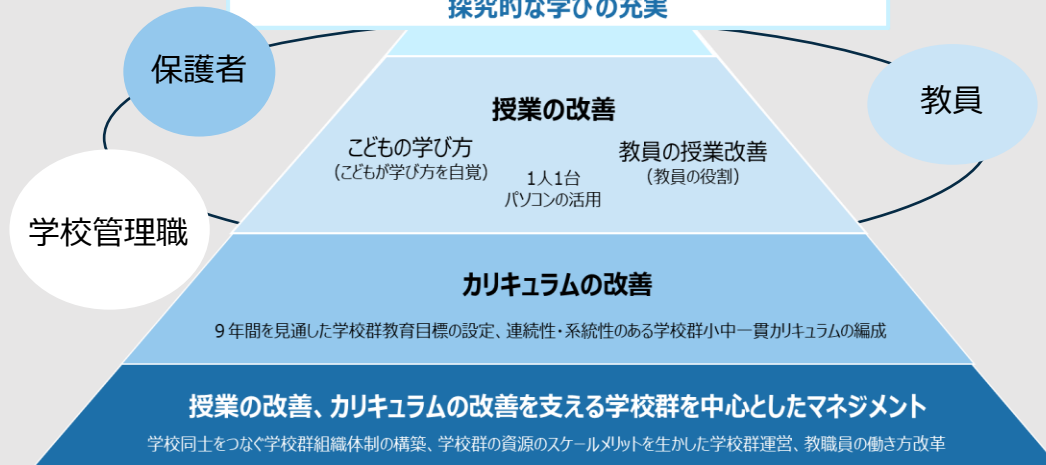 探究的な学びの充実
保護者
教員
学校管理職
授業の改善
こどもの学び方
(こどもが学び方を自覚)
1人1台
パソコンの活用
教員の授業改善
(教員の役割)
カリキュラムの改善
9年間を見通した学校群教育目標の設定、連続性・系統性のある学校群小中一貫カリキュラムの編成
授業の改善、カリキュラムの改善を支える学校群を中心としたマネジメント
学校同士をつなぐ学校群組織体制の構築、学校群の資源のスケールメリットを生かした学校群運営、教職員の働き方改革